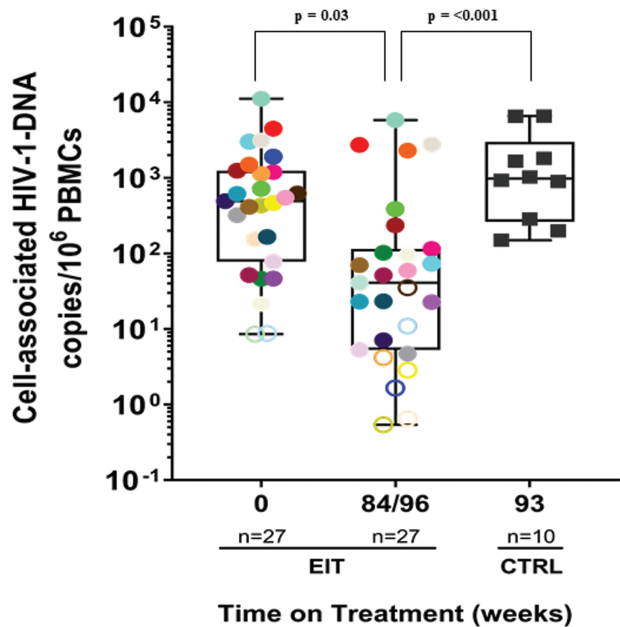 p = 0.03 p = <0.001
10⁵
10⁴
10³
10²
10¹
10⁰
10⁻¹
Cell-associated HIV-1-DNA
copies/10⁶ PBMCs
0 84/96 93
n=27 n=27 n=10
EIT CTRL
Time on Treatment (weeks)